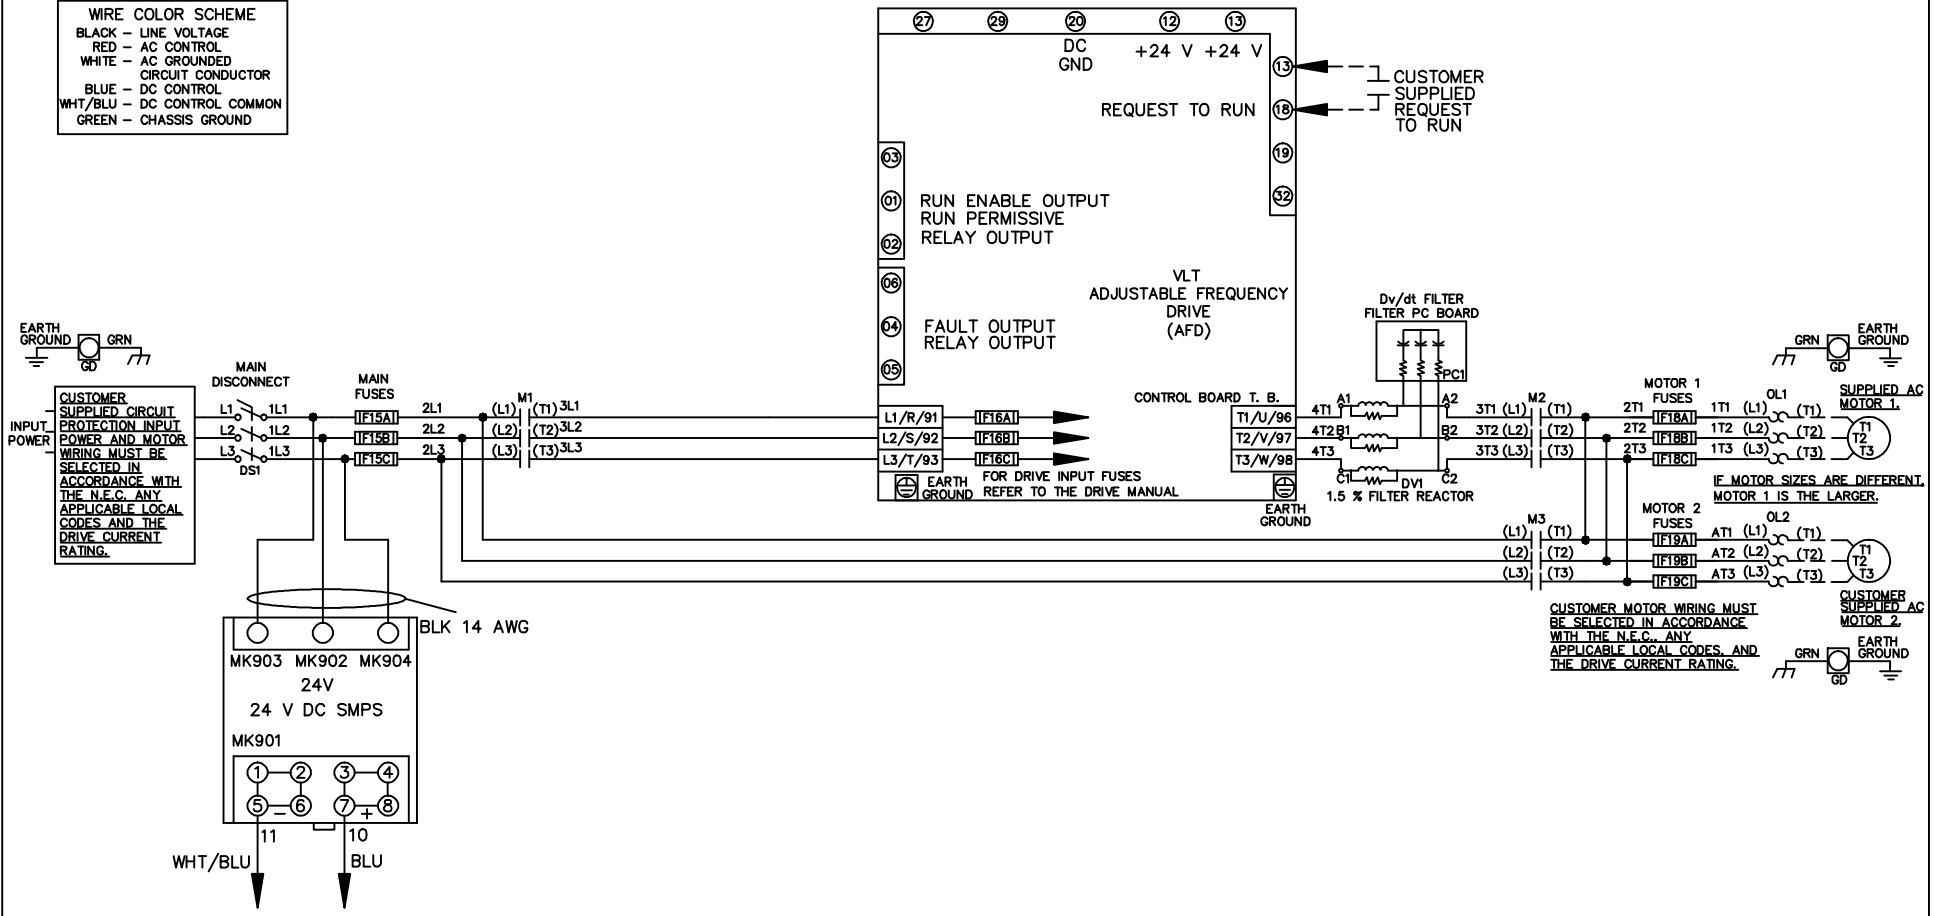 WIRE COLOR SCHEME
BLACK – LINE VOLTAGE
RED – AC CONTROL
WHITE – AC GROUNDED
CIRCUIT CONDUCTOR
BLUE – DC CONTROL
WHT/BLU – DC CONTROL COMMON
GREEN – CHASSIS GROUND
27 29 20 12 13
DC
GND
+24 V +24 V
13
18
19
32
REQUEST TO RUN
CUSTOMER
SUPPLIED
REQUEST
TO RUN
03
01
02
RUN ENABLE OUTPUT
RUN PERMISSIVE
RELAY OUTPUT
06
04
05
FAULT OUTPUT
RELAY OUTPUT
VLT
ADJUSTABLE FREQUENCY
DRIVE
(AFD)
CONTROL BOARD T. B.
L1/R/91
L2/S/92
L3/T/93
F16A
F16B
F16C
T1/U/96
T2/V/97
T3/W/98
EARTH
GROUND
FOR DRIVE INPUT FUSES
REFER TO THE DRIVE MANUAL
EARTH
GROUND
EARTH
GROUND
GRN
GD
INPUT
POWER
CUSTOMER
SUPPLIED CIRCUIT
PROTECTION INPUT
POWER AND MOTOR
WIRING MUST BE
SELECTED IN
ACCORDANCE WITH
THE N.E.C. ANY
APPLICABLE LOCAL
CODES AND THE
DRIVE CURRENT
RATING.
MAIN
DISCONNECT
L1 1L1
L2 1L2
L3 1L3
DS1
MAIN
FUSES
F15A
F15B
F15C
2L1
2L2
2L3
M1
(L1) (T1) 3L1
(L2) (T2) 3L2
(L3) (T3) 3L3
Dv/dt FILTER
FILTER PC BOARD
PC1
4T1 A1 A2
4T2 B1 B2
4T3 C1 C2
DV1
1.5 % FILTER REACTOR
M2
3T1 (L1) (T1)
3T2 (L2) (T2)
3T3 (L3) (T3)
MOTOR 1
FUSES
2T1 F18A 1T1 (L1) (T1)
2T2 F18B 1T2 (L2) (T2)
2T3 F18C 1T3 (L3) (T3)
OL1
T1
T2
T3
GRN
GD
EARTH
GROUND
SUPPLIED AC
MOTOR 1.
IF MOTOR SIZES ARE DIFFERENT,
MOTOR 1 IS THE LARGER.
M3
(L1) (T1)
(L2) (T2)
(L3) (T3)
MOTOR 2
FUSES
F19A AT1 (L1) (T1)
F19B AT2 (L2) (T2)
F19C AT3 (L3) (T3)
OL2
T1
T2
T3
CUSTOMER
SUPPLIED AC
MOTOR 2.
CUSTOMER MOTOR WIRING MUST
BE SELECTED IN ACCORDANCE
WITH THE N.E.C., ANY
APPLICABLE LOCAL CODES, AND
THE DRIVE CURRENT RATING.
GRN
GD
EARTH
GROUND
BLK 14 AWG
MK903 MK902 MK904
24V
24 V DC SMPS
MK901
1 2 3 4
5 – 6 7 + 8
11 10
WHT/BLU BLU